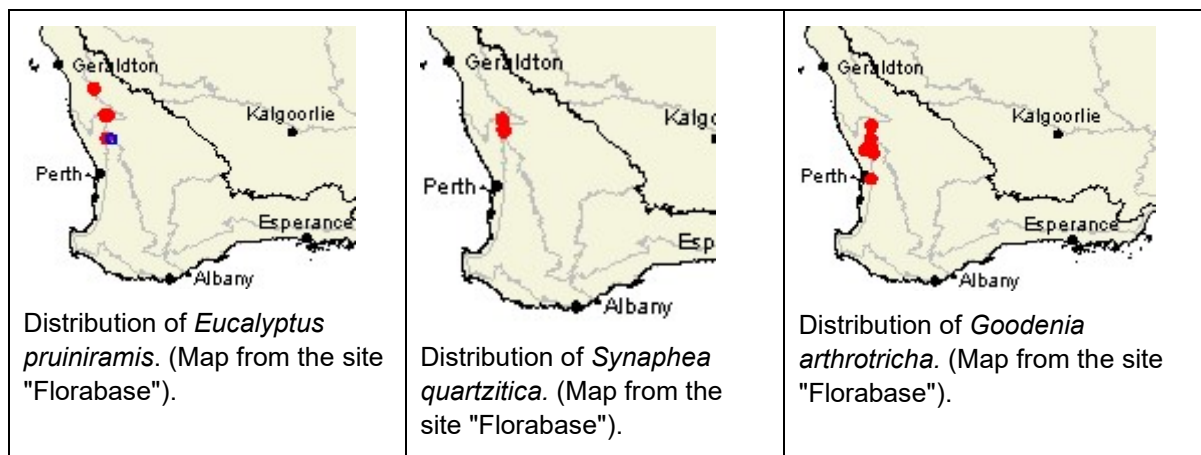 Geraldton
Kalgoorlie
Perth
Esperance
Albany
Distribution of Eucalyptus
pruiniramis. (Map from the site
"Florabase").
Geraldton
Kalgo
Perth
Esp
Albany
Distribution of Synaphea
quartzitica. (Map from the
site "Florabase").
Geraldton
Kalgoorlie
Perth
Esperance
Albany
Distribution of Goodenia
arthrotricha. (Map from the site
"Florabase").